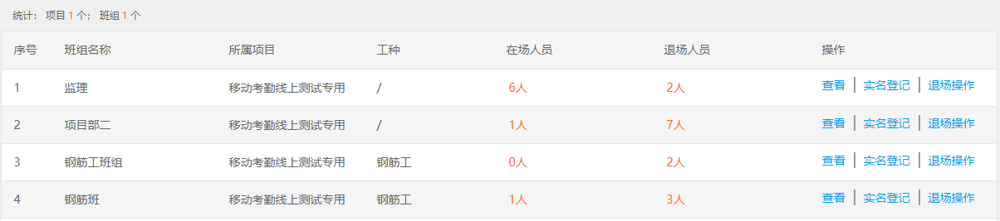 统计： 项目 1 个； 班组 1 个
序号 班组名称 所属项目 工种 在场人员 退场人员 操作
1 监理 移动考勤线上测试专用 / 6人 2人 查看 实名登记 退场操作
2 项目部二 移动考勤线上测试专用 / 1人 7人 查看 实名登记 退场操作
3 钢筋工班组 移动考勤线上测试专用 钢筋工 0人 2人 查看 实名登记 退场操作
4 钢筋班 移动考勤线上测试专用 钢筋工 1人 3人 查看 实名登记 退场操作